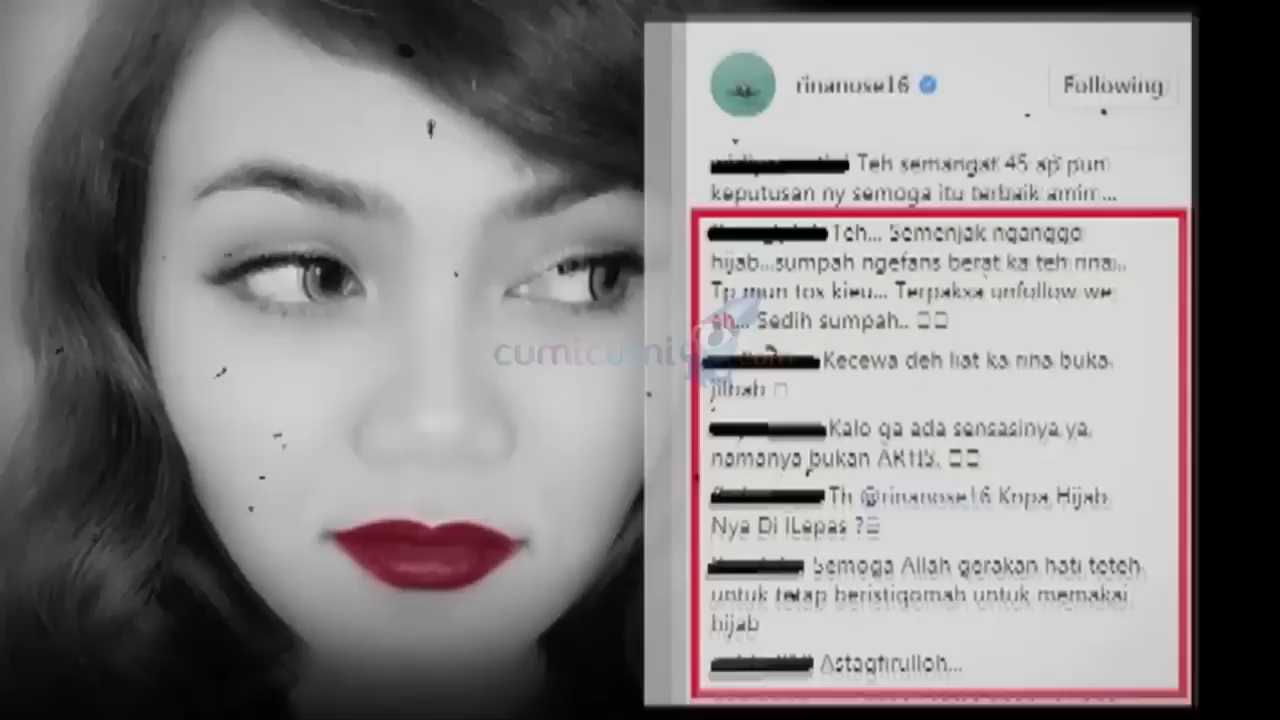 rinanose16
Following
Teh semangat 45 ap pun
keputusan ny semoga itu terbaik amin...
Teh... Semenjak nganggo
hijab...sumpah ngefans berat ka teh rina...
Tp mun tos kieu... Terpaksa unfollow we
eh... Sedih sumpah..
cumicumi
Kecewa deh liat ka rina buka
jilbab
Kalo ga ada sensasinya ya,
namanya bukan ARTIS.
Th @rinanose16 Knpa Hijab
Nya Di lLepas ?
Semoga Allah gerakan hati teteh
untuk tetap beristiqomah untuk memakai
hijab
Astagfirulloh...